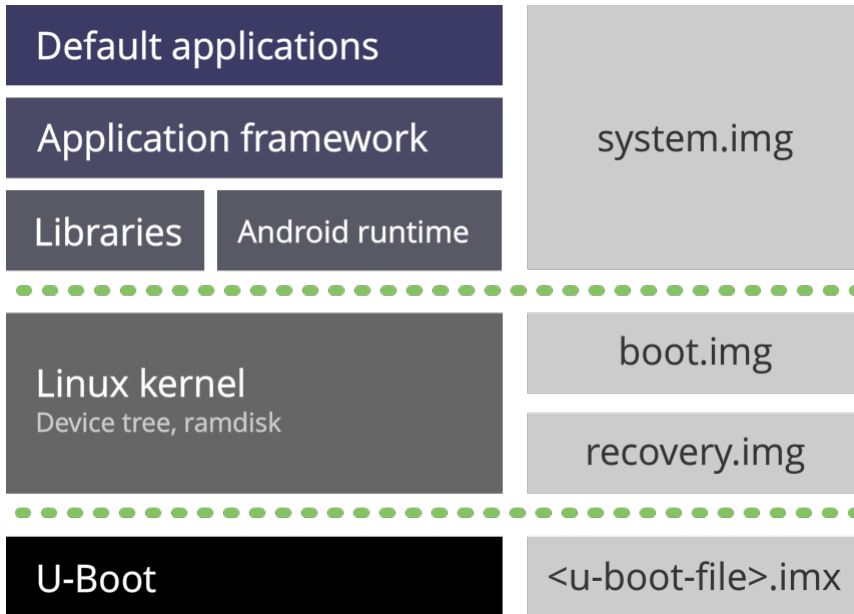 Default applications
Application framework
Libraries
Android runtime
system.img
Linux kernel
Device tree, ramdisk
boot.img
recovery.img
U-Boot
<u-boot-file>.imx